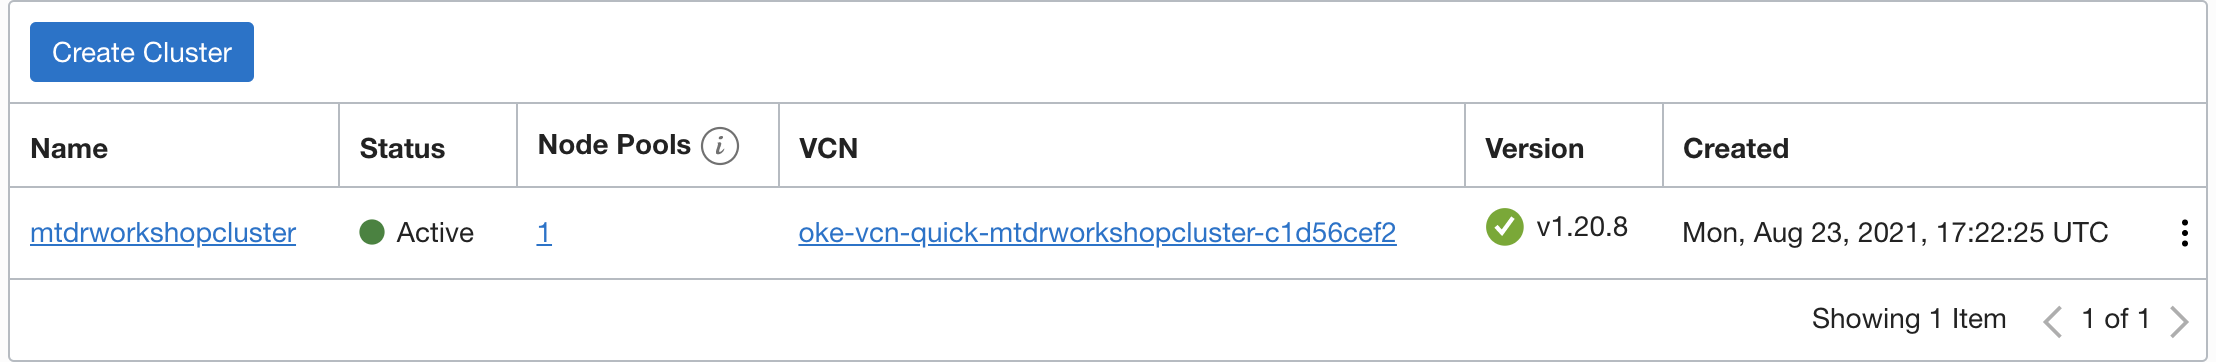 Create Cluster
Name Status Node Pools i VCN Version Created
mtdrworkshopcluster Active 1 oke-vcn-quick-mtdrworkshopcluster-c1d56cef2 v1.20.8 Mon, Aug 23, 2021, 17:22:25 UTC
Showing 1 Item 1 of 1